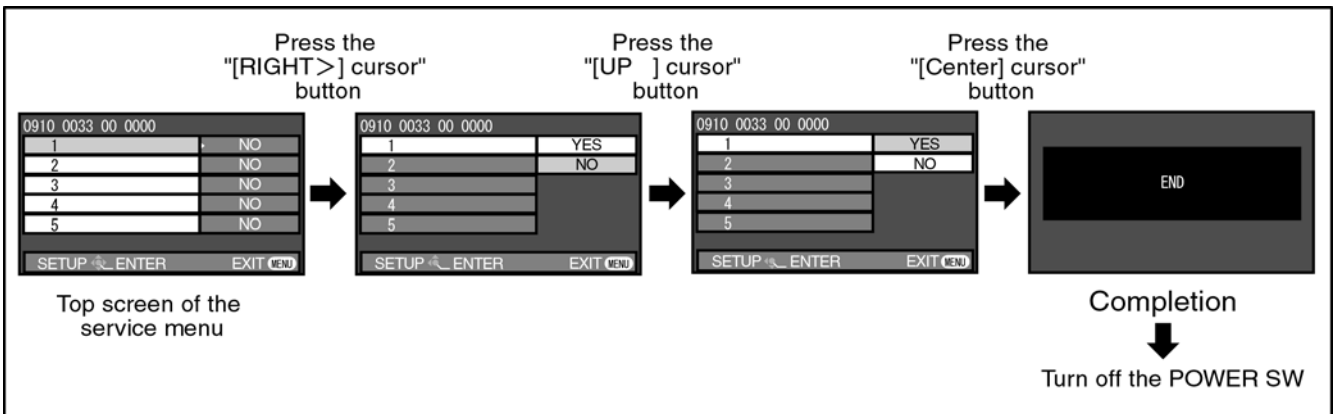 Press the
"[RIGHT＞] cursor"
button
Press the
"[UP   ] cursor"
button
Press the
"[Center] cursor"
button
0910 0033 00 0000
1 NO
2 NO
3 NO
4 NO
5 NO
SETUP ENTER EXIT MENU
Top screen of the
service menu
0910 0033 00 0000
1 YES
2 NO
3
4
5
SETUP ENTER EXIT MENU
0910 0033 00 0000
1 YES
2 NO
3
4
5
SETUP ENTER EXIT MENU
END
Completion
Turn off the POWER SW